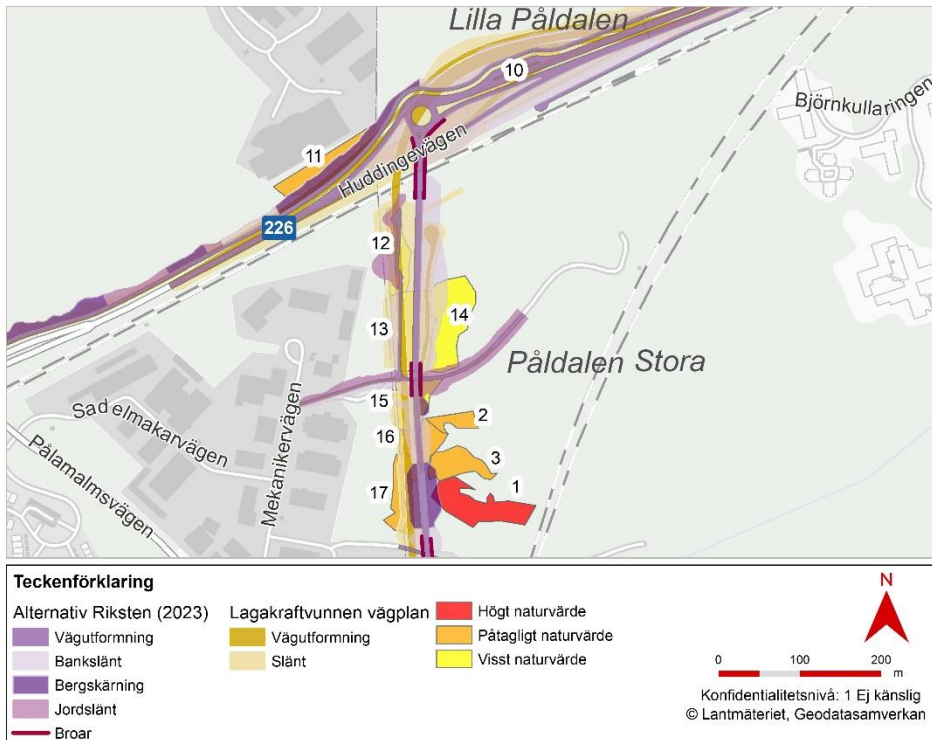 Lilla Påldalen
10
Björnkullaringen
11
Huddingevägen
226
12
14
13
Påldalen Stora
15
2
Sadelmakarvägen
16
Mekanikervägen
3
Pålamalmsvägen
17
1
Teckenförklaring
Alternativ Riksten (2023)
Vägutformning
Bankslänt
Bergskärning
Jordslänt
Broar
Lagakraftvunnen vägplan
Vägutformning
Slänt
Högt naturvärde
Påtagligt naturvärde
Visst naturvärde
N
0 100 200
m
Konfidentialitetsnivå: 1 Ej känslig
© Lantmäteriet, Geodatasamverkan